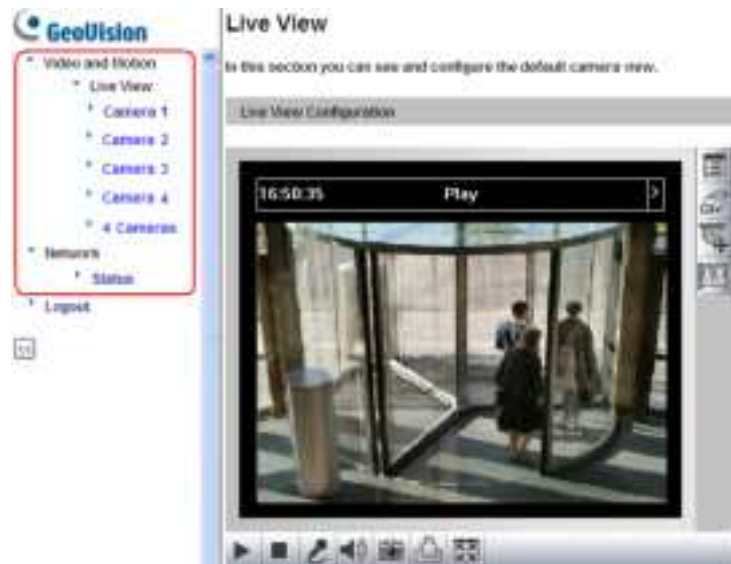 GeoVision
Video and Motion
Live View
Camera 1
Camera 2
Camera 3
Camera 4
4 Cameras
Network
Status
Logout
Live View
In this section you can see and configure the default camera view.
Live View Configuration
16:50:35 Play >